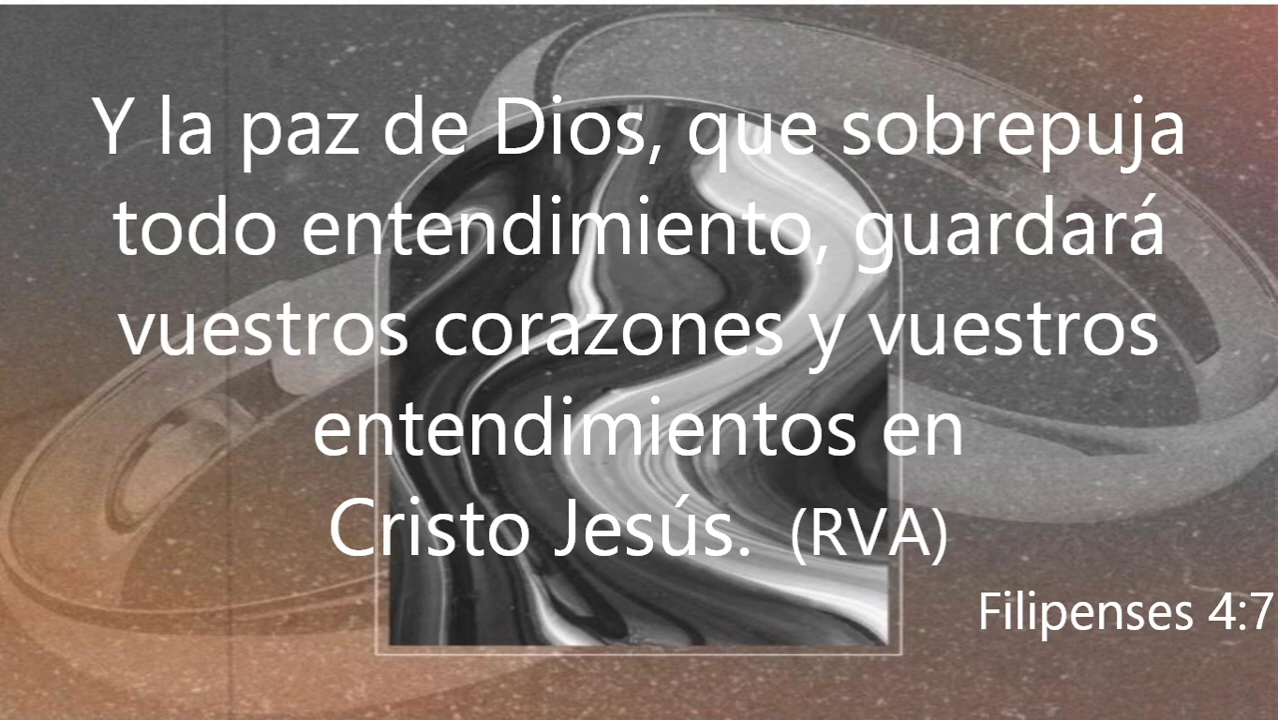 Y la paz de Dios, que sobrepuja
todo entendimiento, guardará
vuestros corazones y vuestros
entendimientos en
Cristo Jesús. (RVA)
Filipenses 4:7